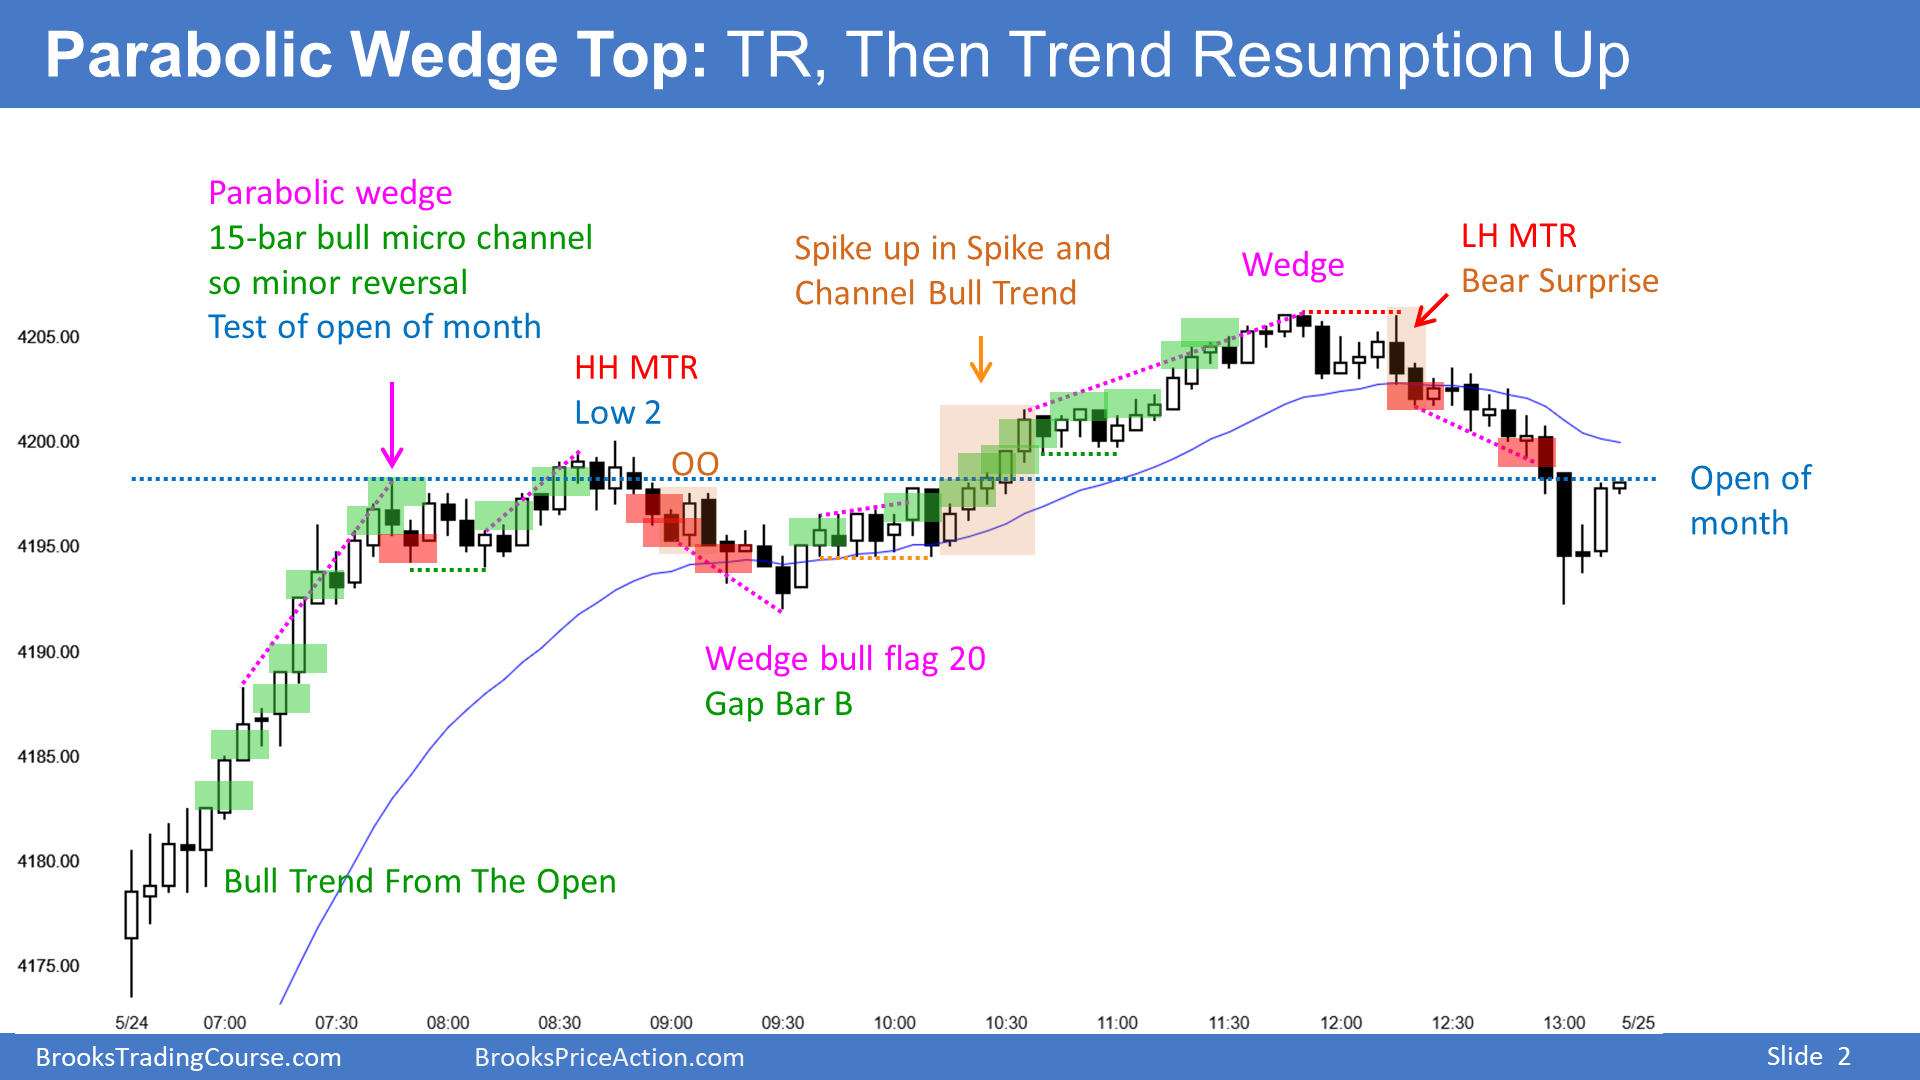 Parabolic Wedge Top: TR, Then Trend Resumption Up
Parabolic wedge
15-bar bull micro channel
so minor reversal
Test of open of month
HH MTR
Low 2
OO
Spike up in Spike and
Channel Bull Trend
Wedge
LH MTR
Bear Surprise
Open of
month
Wedge bull flag 20
Gap Bar B
Bull Trend From The Open
4205.00
4200.00
4195.00
4190.00
4185.00
4180.00
4175.00
5/24 07:00 07:30 08:00 08:30 09:00 09:30 10:00 10:30 11:00 11:30 12:00 12:30 13:00 5/25
BrooksTradingCourse.com BrooksPriceAction.com Slide 2